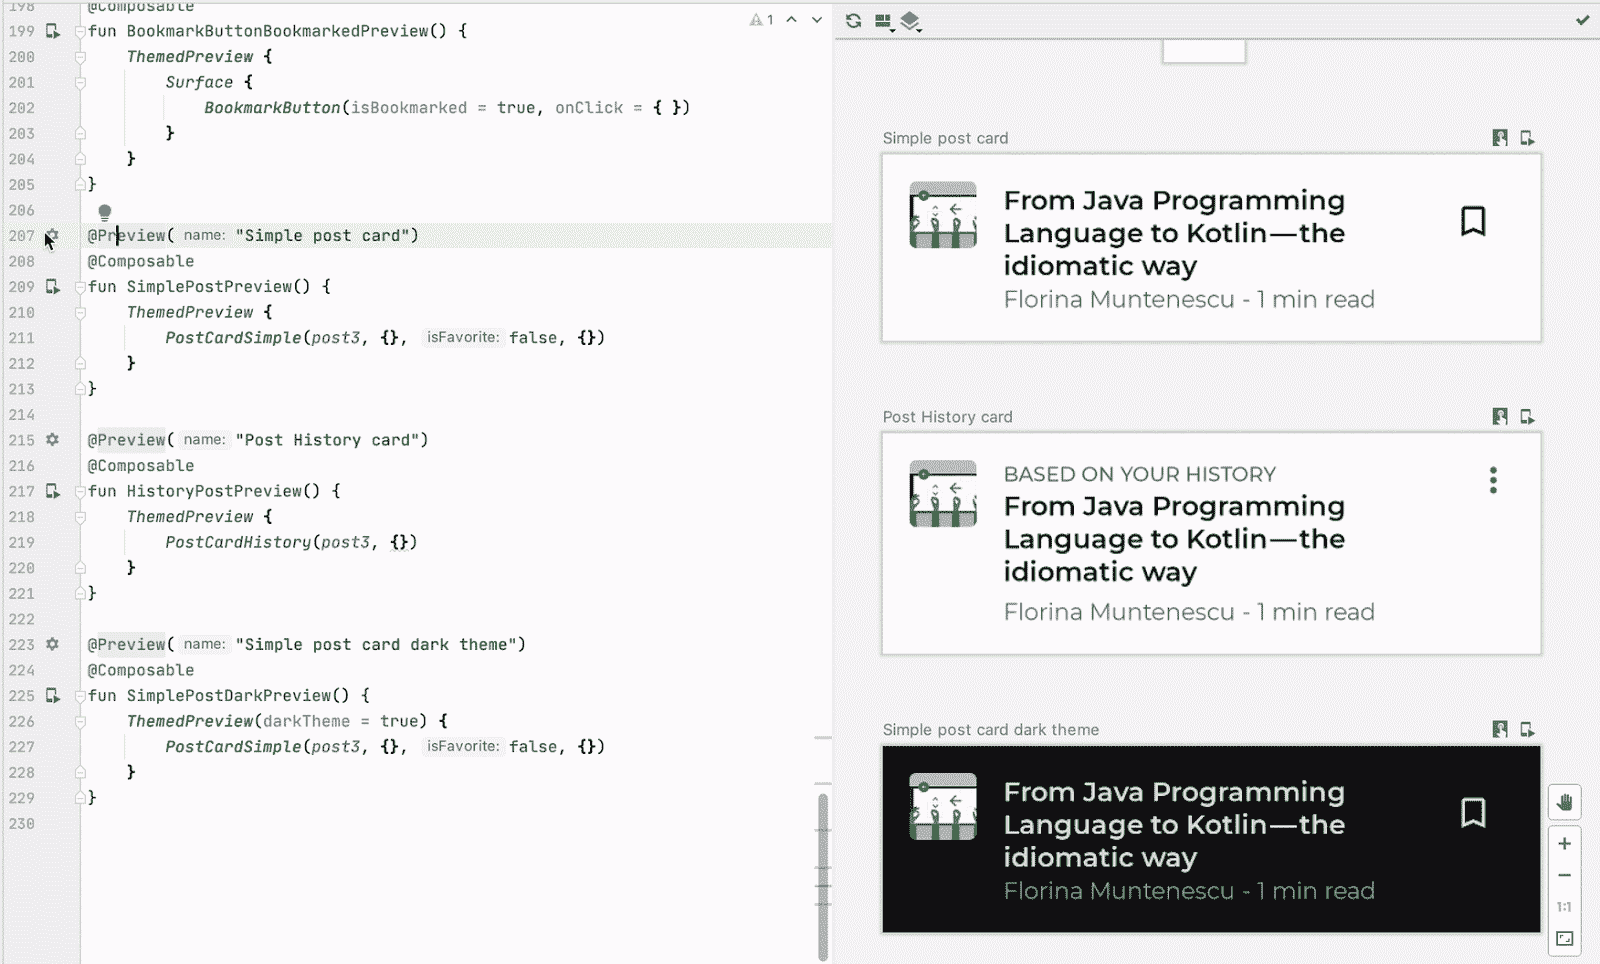 198 @Composable
199 fun BookmarkButtonBookmarkedPreview() {
200 ThemedPreview {
201 Surface {
202 BookmarkButton(isBookmarked = true, onClick = { })
203 }
204 }
205 }
206
207 @Preview( name: "Simple post card")
208 @Composable
209 fun SimplePostPreview() {
210 ThemedPreview {
211 PostCardSimple(post3, {}, isFavorite: false, {})
212 }
213 }
214
215 @Preview( name: "Post History card")
216 @Composable
217 fun HistoryPostPreview() {
218 ThemedPreview {
219 PostCardHistory(post3, {})
220 }
221 }
222
223 @Preview( name: "Simple post card dark theme")
224 @Composable
225 fun SimplePostDarkPreview() {
226 ThemedPreview(darkTheme = true) {
227 PostCardSimple(post3, {}, isFavorite: false, {})
228 }
229 }
230
1
Simple post card
From Java Programming
Language to Kotlin—the
idiomatic way
Florina Muntenescu - 1 min read
Post History card
BASED ON YOUR HISTORY
From Java Programming
Language to Kotlin—the
idiomatic way
Florina Muntenescu - 1 min read
Simple post card dark theme
From Java Programming
Language to Kotlin—the
idiomatic way
Florina Muntenescu - 1 min read
1:1